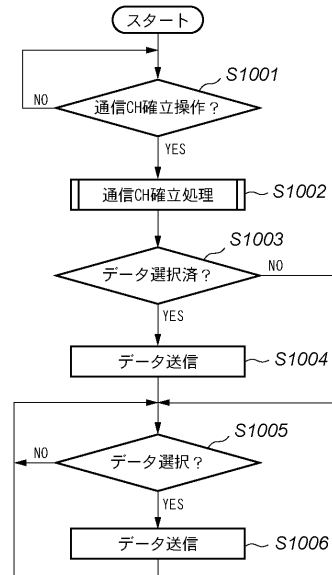 スタート
S1001
通信CH確立操作？
NO
YES
通信CH確立処理
S1002
S1003
データ選択済？
NO
YES
データ送信
S1004
S1005
データ選択？
NO
YES
データ送信
S1006